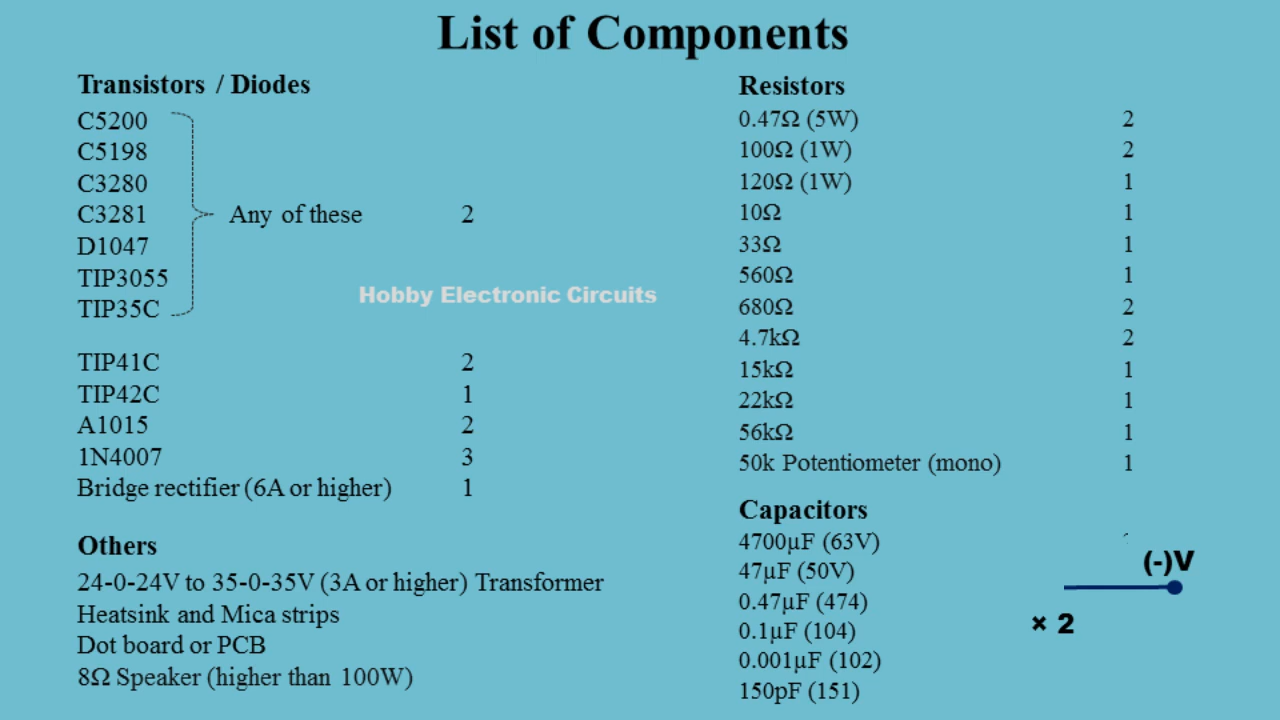 List of Components
Transistors / Diodes
C5200
C5198
C3280
C3281
Any of these 2
D1047
TIP3055
TIP35C
TIP41C 2
TIP42C 1
A1015 2
1N4007 3
Bridge rectifier (6A or higher) 1
Others
24-0-24V to 35-0-35V (3A or higher) Transformer
Heatsink and Mica strips
Dot board or PCB
8Ω Speaker (higher than 100W)
Hobby Electronic Circuits
Resistors
0.47Ω (5W) 2
100Ω (1W) 2
120Ω (1W) 1
10Ω 1
33Ω 1
560Ω 1
680Ω 2
4.7kΩ 2
15kΩ 1
22kΩ 1
56kΩ 1
50k Potentiometer (mono) 1
Capacitors
4700µF (63V)
47µF (50V)
0.47µF (474)
0.1µF (104)
0.001µF (102)
150pF (151)
(-)V
× 2